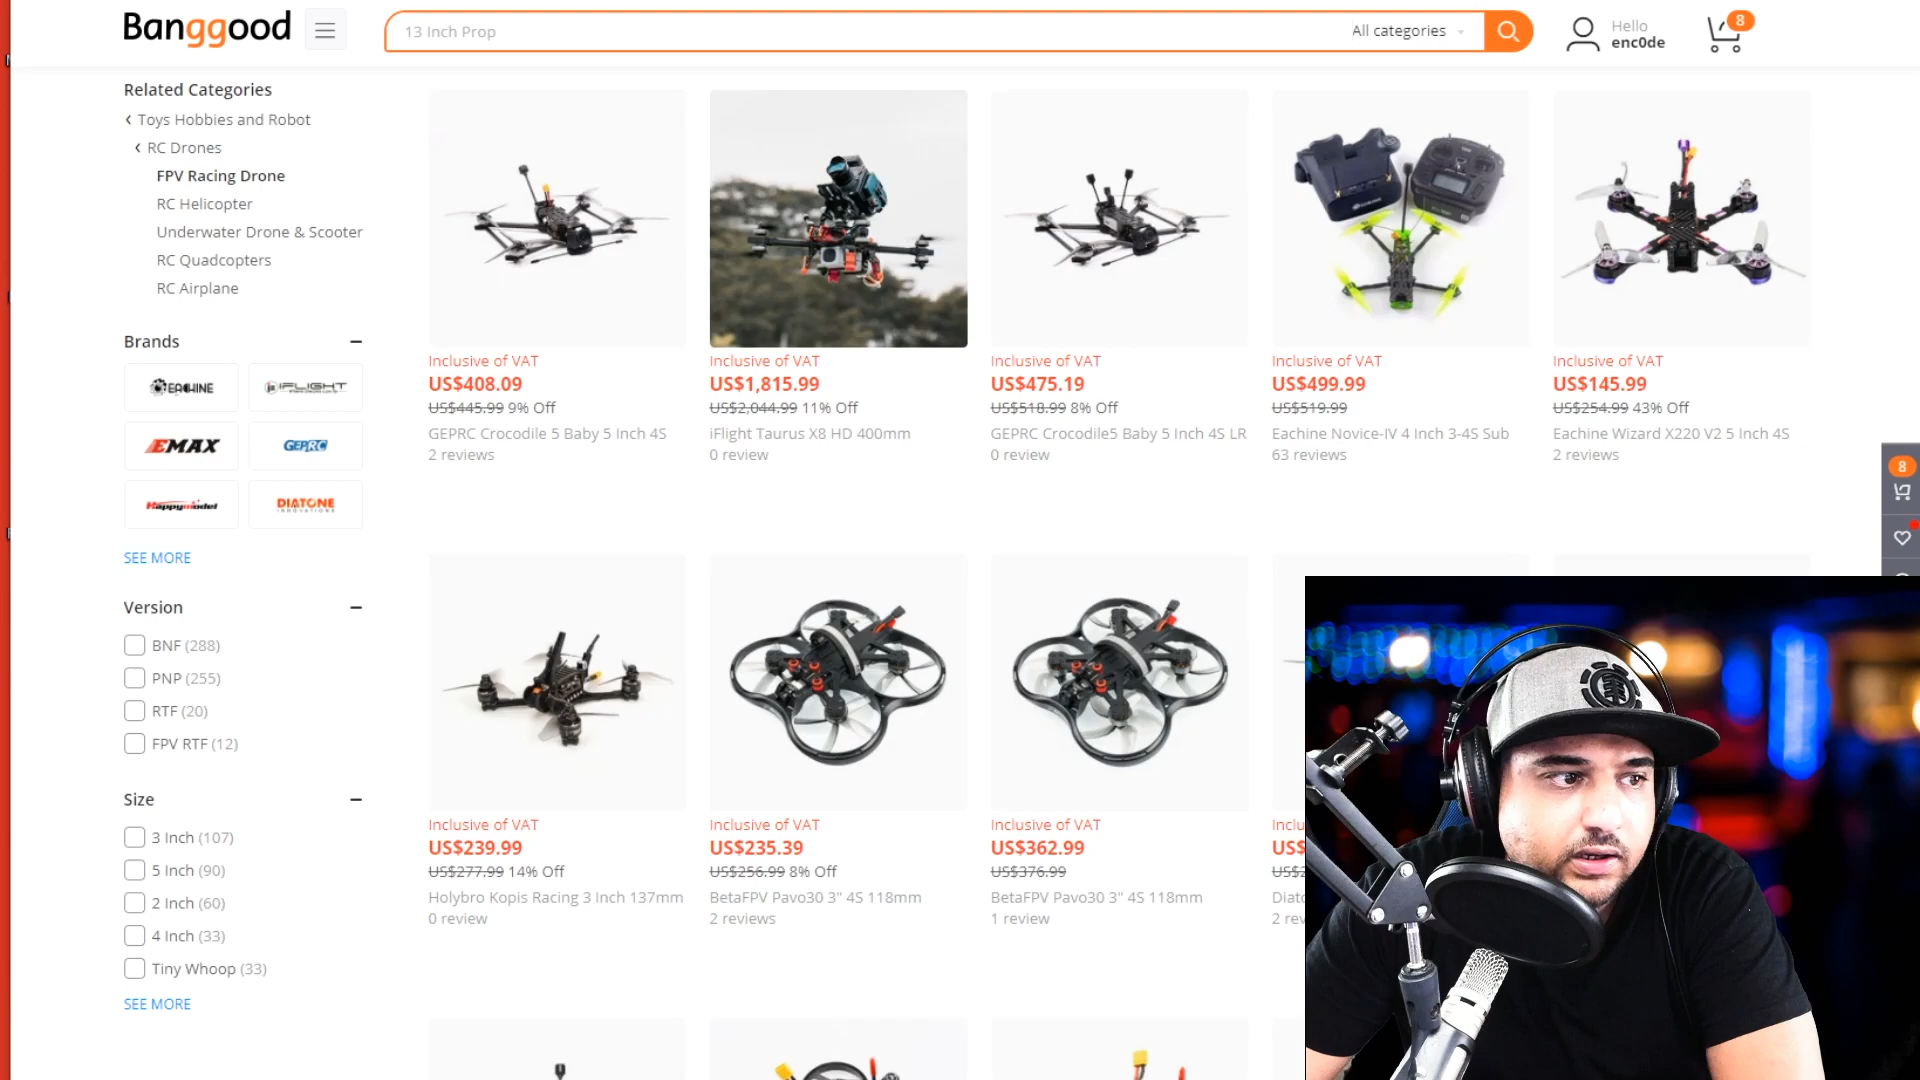 Banggood
13 Inch Prop
All categories
Hello
enc0de
8
Related Categories
Toys Hobbies and Robot
RC Drones
FPV Racing Drone
RC Helicopter
Underwater Drone & Scooter
RC Quadcopters
RC Airplane
Brands
EACHINE
iFLIGHT
EMAX
GEPRC
Happymodel
DIATONE
INNOVATIONS
SEE MORE
Version
BNF (288)
PNP (255)
RTF (20)
FPV RTF (12)
Size
3 Inch (107)
5 Inch (90)
2 Inch (60)
4 Inch (33)
Tiny Whoop (33)
SEE MORE
Inclusive of VAT
US$408.09
US$445.99 9% Off
GEPRC Crocodile 5 Baby 5 Inch 4S
2 reviews
Inclusive of VAT
US$1,815.99
US$2,044.99 11% Off
iFlight Taurus X8 HD 400mm
0 review
Inclusive of VAT
US$475.19
US$518.99 8% Off
GEPRC Crocodile5 Baby 5 Inch 4S LR
0 review
Inclusive of VAT
US$499.99
US$519.99
Eachine Novice-IV 4 Inch 3-4S Sub
63 reviews
Inclusive of VAT
US$145.99
US$254.99 43% Off
Eachine Wizard X220 V2 5 Inch 4S
2 reviews
8
Inclusive of VAT
US$239.99
US$277.99 14% Off
Holybro Kopis Racing 3 Inch 137mm
0 review
Inclusive of VAT
US$235.39
US$256.99 8% Off
BetaFPV Pavo30 3" 4S 118mm
2 reviews
Inclusive of VAT
US$362.99
US$376.99
BetaFPV Pavo30 3" 4S 118mm
1 review
Inclu
US$
US$2
Diato
2 rev